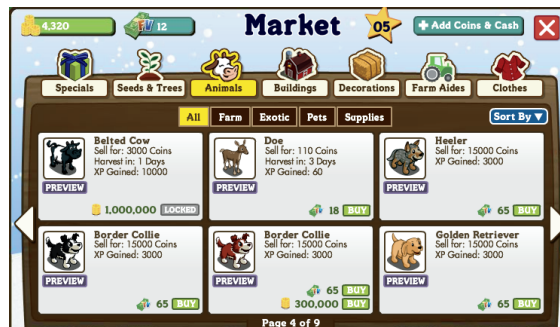 4,320
FV 12
Market
05
+ Add Coins & Cash
Specials
Seeds & Trees
Animals
Buildings
Decorations
Farm Aides
Clothes
All
Farm
Exotic
Pets
Supplies
Sort By ▼
Belted Cow
Sell for: 3000 Coins
Harvest in: 1 Days
XP Gained: 10000
PREVIEW
1,000,000 LOCKED
Doe
Sell for: 110 Coins
Harvest in: 3 Days
XP Gained: 60
PREVIEW
18 BUY
Heeler
Sell for: 15000 Coins
XP Gained: 3000
PREVIEW
65 BUY
Border Collie
Sell for: 15000 Coins
XP Gained: 3000
PREVIEW
65 BUY
Border Collie
Sell for: 15000 Coins
XP Gained: 3000
PREVIEW
65 BUY
300,000 BUY
Golden Retriever
Sell for: 15000 Coins
XP Gained: 3000
PREVIEW
65 BUY
Page 4 of 9